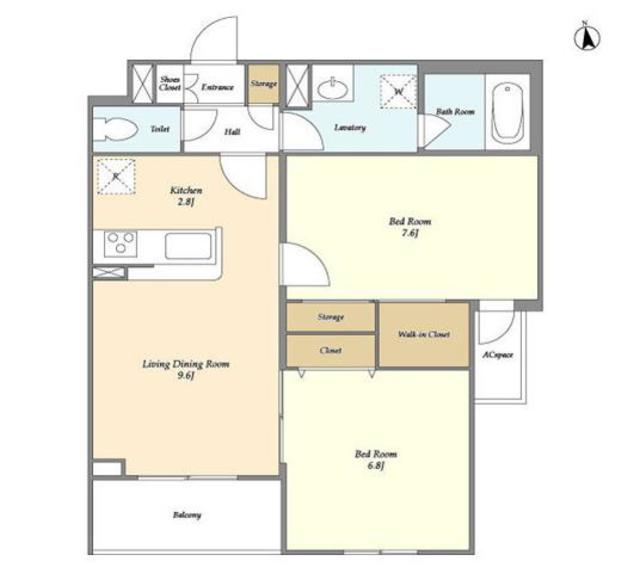 N
Shoes
Closet
Entrance
Storage
Toilet
Hall
Lavatory
W
Bath Room
R
Kitchen
2.8J
Bed Room
7.6J
Storage
Walk-in Closet
Closet
ACspace
Living Dining Room
9.6J
Bed Room
6.8J
Balcony